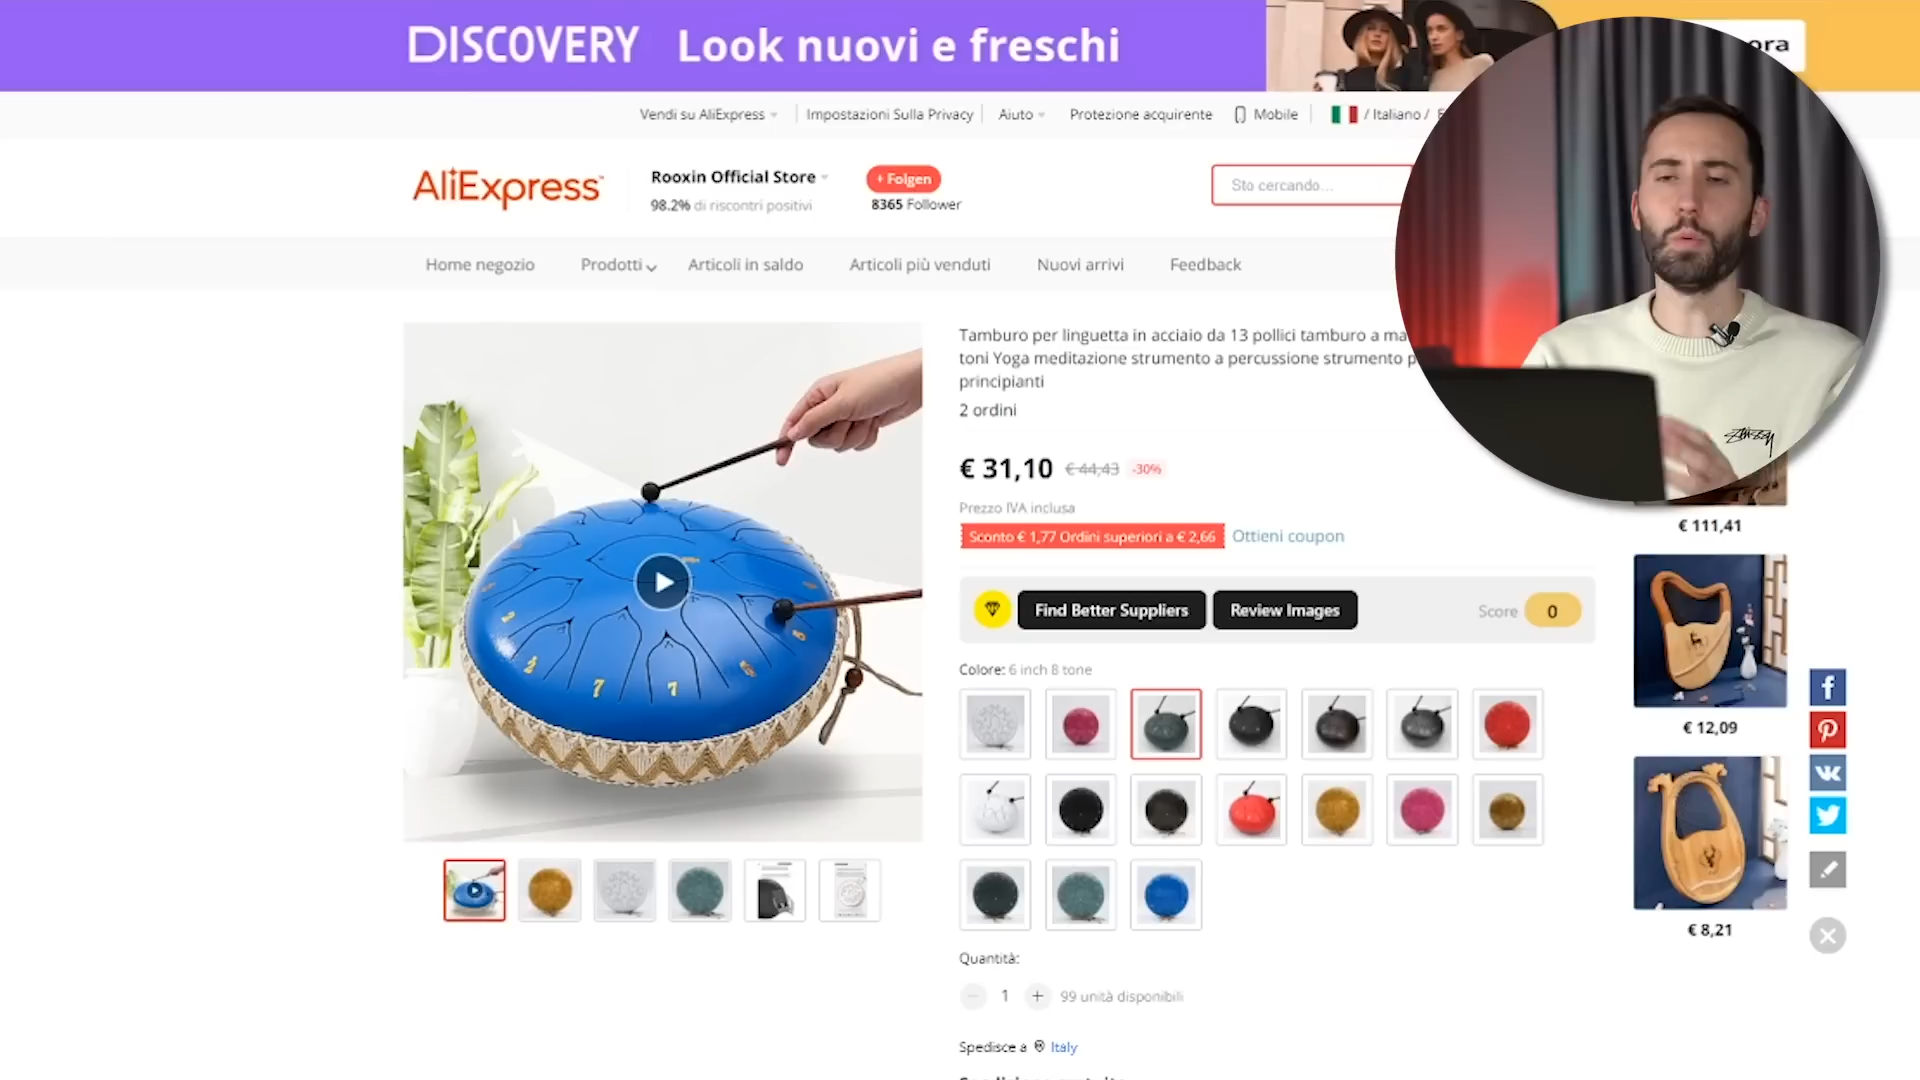 DISCOVERY Look nuovi e freschi
ora
Vendi su AliExpress
Impostazioni Sulla Privacy
Aiuto
Protezione acquirente
Mobile
/ Italiano /
AliExpress
Rooxin Official Store
98.2% di riscontri positivi
+ Folgen
8365 Follower
Sto cercando...
Home negozio
Prodotti
Articoli in saldo
Articoli più venduti
Nuovi arrivi
Feedback
Tamburo per linguetta in acciaio da 13 pollici tamburo a ma
toni Yoga meditazione strumento a percussione strumento p
principianti
2 ordini
€ 31,10 € 44,43 -30%
Prezzo IVA inclusa
Sconto € 1,77 Ordini superiori a € 2,66 Ottieni coupon
Find Better Suppliers
Review Images
Score 0
Colore: 6 inch 8 tone
2
7
7
Quantità:
1
99 unità disponibili
Spedisce a Italy
STÜSSY
€ 111,41
€ 12,09
€ 8,21